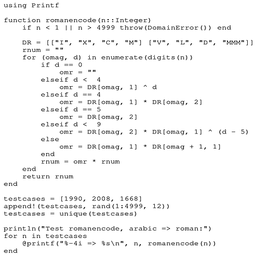 using Printf
function romanencode(n::Integer)
    if n < 1 || n > 4999 throw(DomainError()) end
    DR = [["I", "X", "C", "M"] ["V", "L", "D", "MMM"]]
    rnum = ""
    for (omag, d) in enumerate(digits(n))
        if d == 0
            omr = ""
        elseif d <  4
            omr = DR[omag, 1] ^ d
        elseif d == 4
            omr = DR[omag, 1] * DR[omag, 2]
        elseif d == 5
            omr = DR[omag, 2]
        elseif d <  9
            omr = DR[omag, 2] * DR[omag, 1] ^ (d - 5)
        else
            omr = DR[omag, 1] * DR[omag + 1, 1]
        end
        rnum = omr * rnum
    end
    return rnum
end
testcases = [1990, 2008, 1668]
append!(testcases, rand(1:4999, 12))
testcases = unique(testcases)
println("Test romanencode, arabic => roman:")
for n in testcases
    @printf("%-4i => %s\n", n, romanencode(n))
end